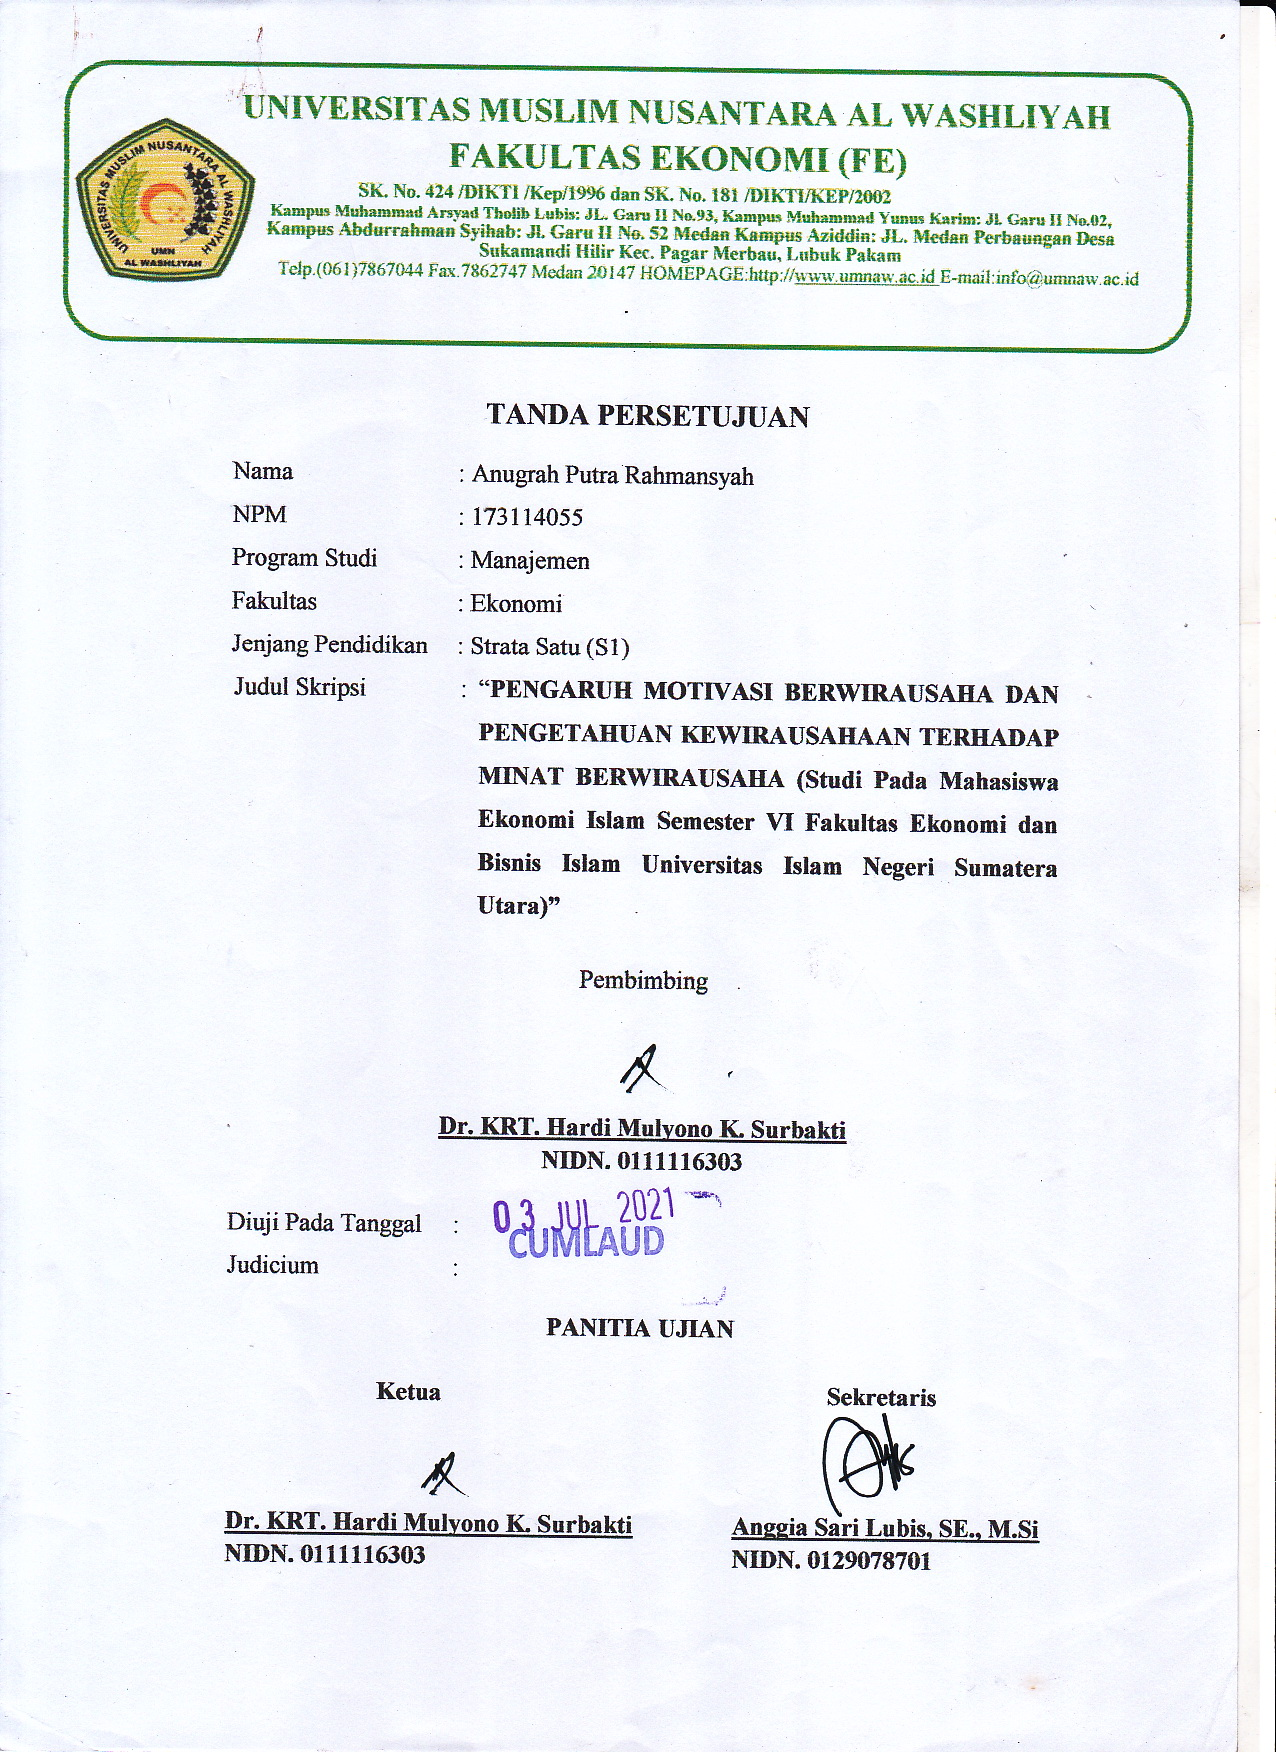 UNIVERSITAS MUSLIM NUSANTARA AL WASHLIYAH
FAKULTAS EKONOMI (FE)
SK. No. 424 /DIKTI /Kep/1996 dan SK. No. 181 /DIKTI/KEP/2002
Kampus Muhammad Arsyad Tholib Lubis: JL. Garu II No.93, Kampus Muhammad Yunus Karim: Jl. Garu II No.02,
Kampus Abdurrahman Syihab: Jl. Garu II No. 52 Medan Kampus Aziddin: JL. Medan Perbaungan Desa
Sukamandi Hilir Kec. Pagar Merbau, Lubuk Pakam
Telp.(061)7867044 Fax.7862747 Medan 20147 HOMEPAGE:http://www.umnaw.ac.id E-mail:info@umnaw.ac.id
UNIVERSITAS MUSLIM NUSANTARA AL WASHLIYAH
UMN
AL WASHLIYAH
TANDA PERSETUJUAN
Nama : Anugrah Putra Rahmansyah
NPM : 173114055
Program Studi : Manajemen
Fakultas : Ekonomi
Jenjang Pendidikan : Strata Satu (S1)
Judul Skripsi : “PENGARUH MOTIVASI BERWIRAUSAHA DAN
PENGETAHUAN KEWIRAUSAHAAN TERHADAP
MINAT BERWIRAUSAHA (Studi Pada Mahasiswa
Ekonomi Islam Semester VI Fakultas Ekonomi dan
Bisnis Islam Universitas Islam Negeri Sumatera
Utara)”
Pembimbing
Dr. KRT. Hardi Mulyono K. Surbakti
NIDN. 0111116303
Diuji Pada Tanggal : 03 JUL 2021
Judicium : CUMLAUD
PANITIA UJIAN
Ketua
Sekretaris
Dr. KRT. Hardi Mulyono K. Surbakti
NIDN. 0111116303
Anggia Sari Lubis, SE., M.Si
NIDN. 0129078701